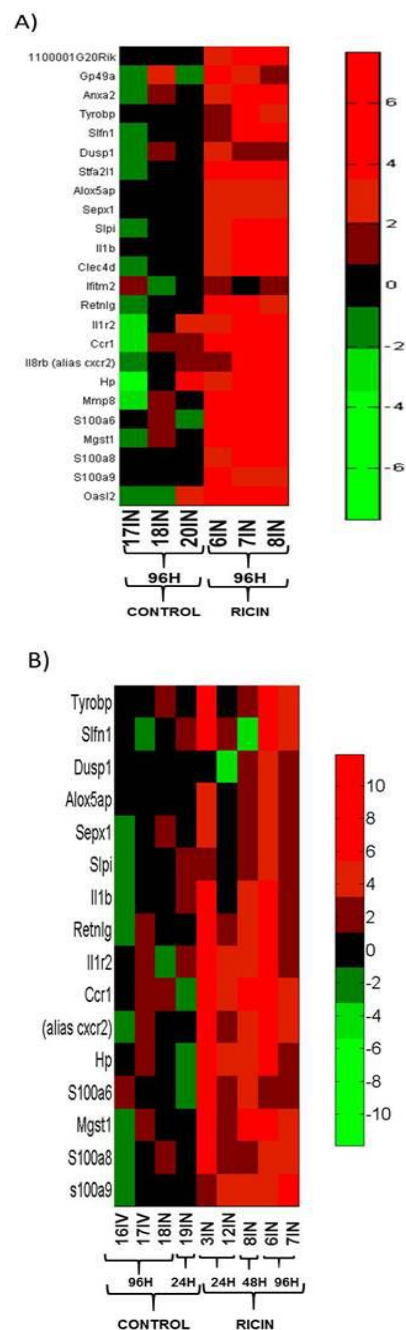 A)
1100001G20Rik
Gp49a
Anxa2
Tyrobp
Slfn1
Dusp1
Stfa2l1
Alox5ap
Sepx1
Slpi
Il1b
Clec4d
Ifitm2
Retnlg
Il1r2
Ccr1
Il8rb (alias cxcr2)
Hp
Mmp8
S100a6
Mgst1
S100a8
S100a9
Oasl2
6
4
2
0
-2
-4
-6
17IN 18IN 20IN 6IN 7IN 8IN
96H 96H
CONTROL RICIN
B)
Tyrobp
Slfn1
Dusp1
Alox5ap
Sepx1
Slpi
Il1b
Retnlg
Il1r2
Ccr1
(alias cxcr2)
Hp
S100a6
Mgst1
S100a8
s100a9
10
8
6
4
2
0
-2
-4
-6
-8
-10
16IV 17IV 18IN 19IN 3IN 12IN 8IN 6IN 7IN
96H 24H 24H 48H 96H
CONTROL RICIN